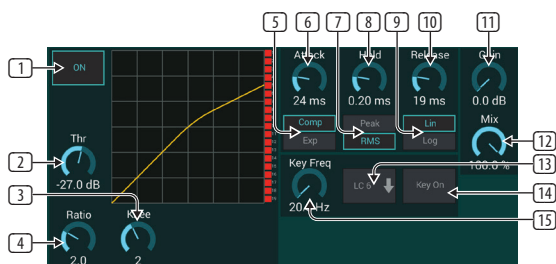 5 6 7 8 9 10 11
Attack Hold Release Gain
1 ON
24 ms 0.20 ms 19 ms 0.0 dB
Comp Peak Lin Mix
Exp RMS Log
Thr
12
2
100.0 %
-27.0 dB
Key Freq
13
LC 6 Key On
3
14
20 Hz
15
Ratio Knee
4
2.0 2